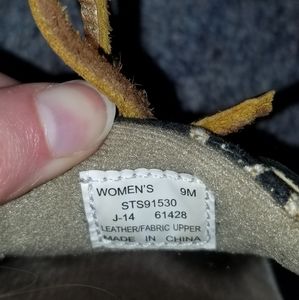 WOMEN'S 9M
STS91530
J-14 61428
LEATHER/FABRIC UPPER
MADE IN CHINA